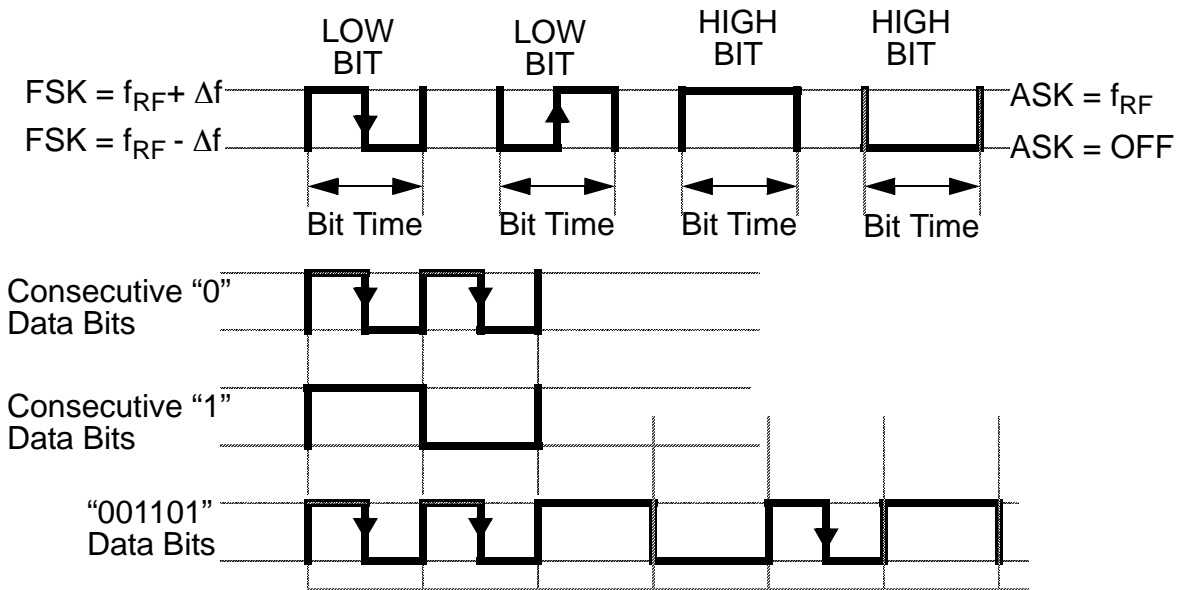 LOW
BIT
LOW
BIT
HIGH
BIT
HIGH
BIT
FSK = fRF+ Δf
ASK = fRF
FSK = fRF - Δf
ASK = OFF
Bit Time
Bit Time
Bit Time
Bit Time
Consecutive “0”
Data Bits
Consecutive “1”
Data Bits
“001101”
Data Bits